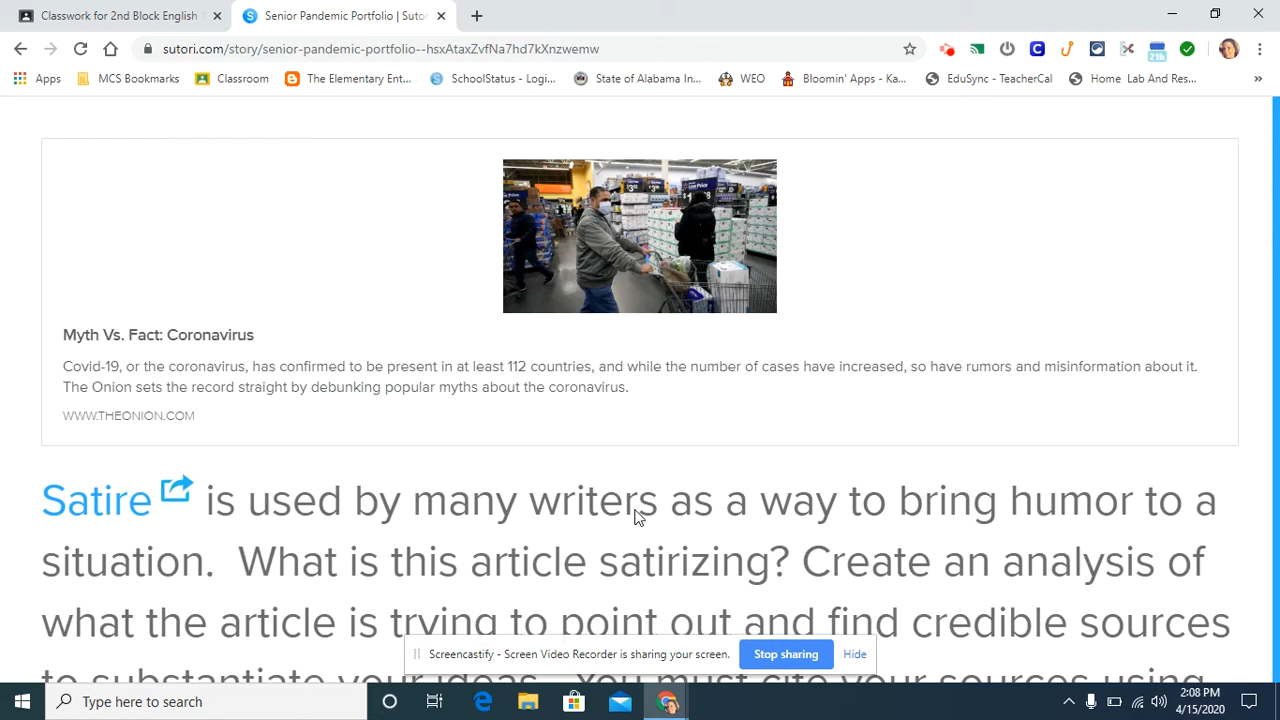 Classwork for 2nd Block English
Senior Pandemic Portfolio | Sutor
sutori.com/story/senior-pandemic-portfolio--hsxAtaxZvfNa7hd7kXnzwemw
Apps
MCS Bookmarks
Classroom
The Elementary Ent...
SchoolStatus - Logi...
State of Alabama In...
WEO
Bloomin' Apps - Ka...
EduSync - TeacherCal
Home Lab And Res...
Myth Vs. Fact: Coronavirus
Covid-19, or the coronavirus, has confirmed to be present in at least 112 countries, and while the number of cases have increased, so have rumors and misinformation about it.
The Onion sets the record straight by debunking popular myths about the coronavirus.
WWW.THEONION.COM
Satire is used by many writers as a way to bring humor to a
situation. What is this article satirizing? Create an analysis of
what the article is trying to point out and find credible sources
to substantiate your ideas. You must cite your sources using
Screencastify - Screen Video Recorder is sharing your screen.
Stop sharing
Hide
Type here to search
2:08 PM
4/15/2020